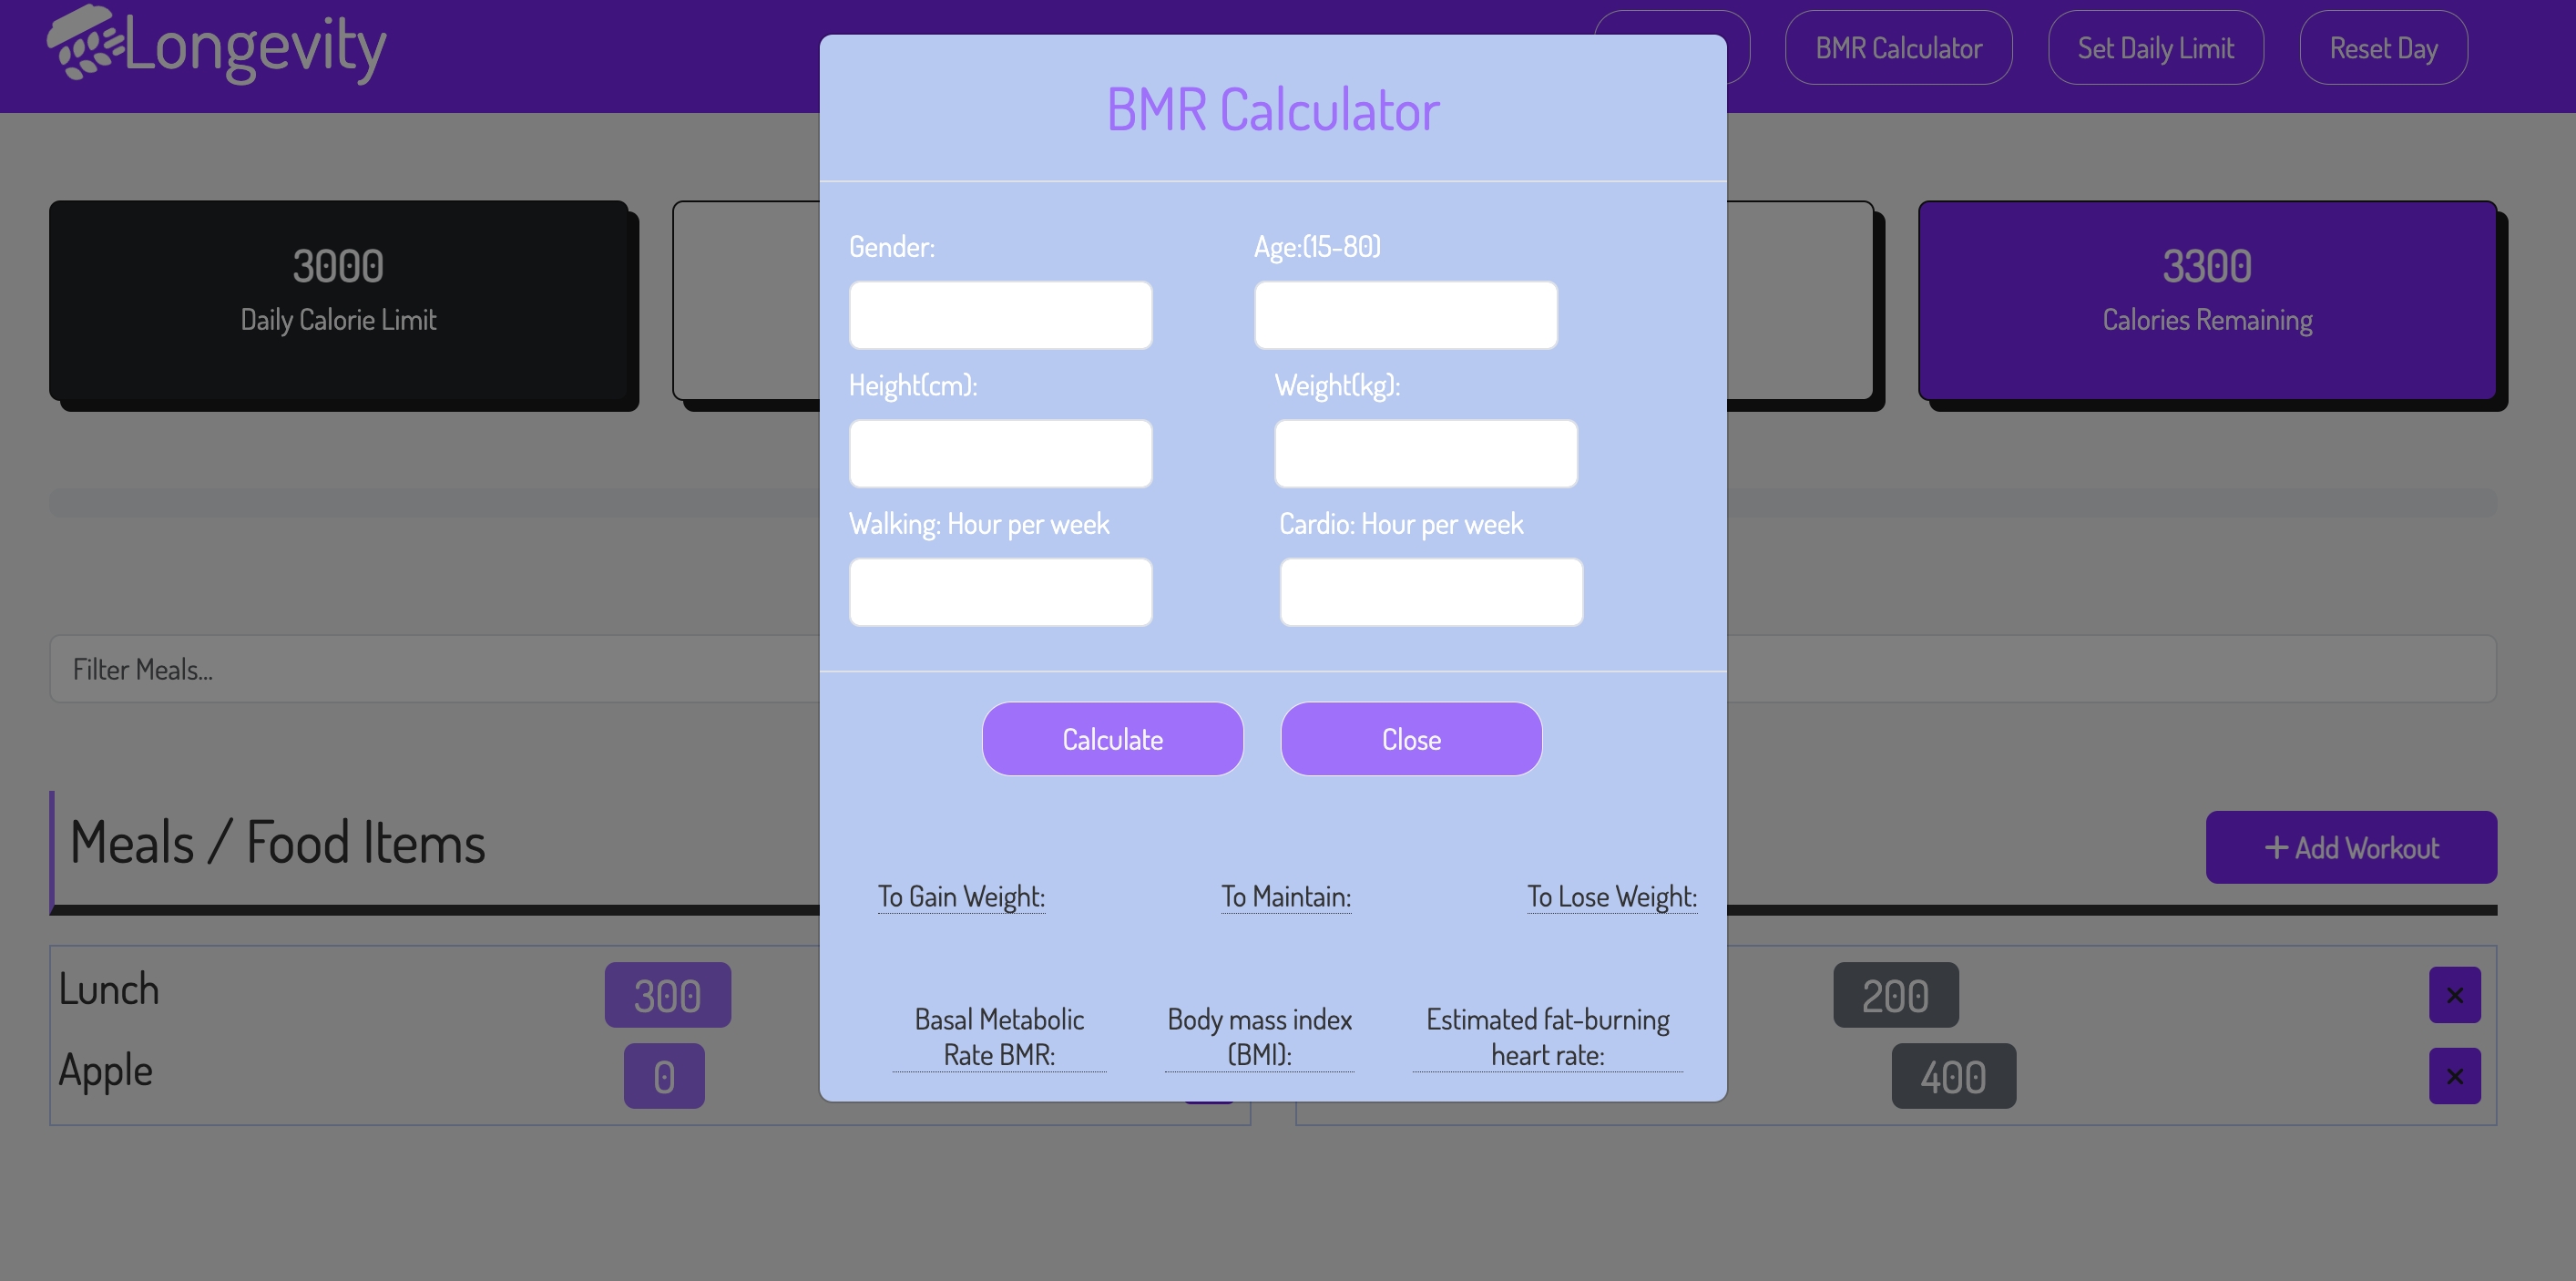 Longevity
BMR Calculator
Set Daily Limit
Reset Day
BMR Calculator
3000
Daily Calorie Limit
3300
Calories Remaining
Gender:
Age:(15-80)
Height(cm):
Weight(kg):
Walking: Hour per week
Cardio: Hour per week
Filter Meals...
Calculate
Close
Meals / Food Items
+ Add Workout
To Gain Weight:
To Maintain:
To Lose Weight:
Lunch
300
200
×
Basal Metabolic
Rate BMR:
Body mass index
(BMI):
Estimated fat-burning
heart rate:
Apple
0
400
×